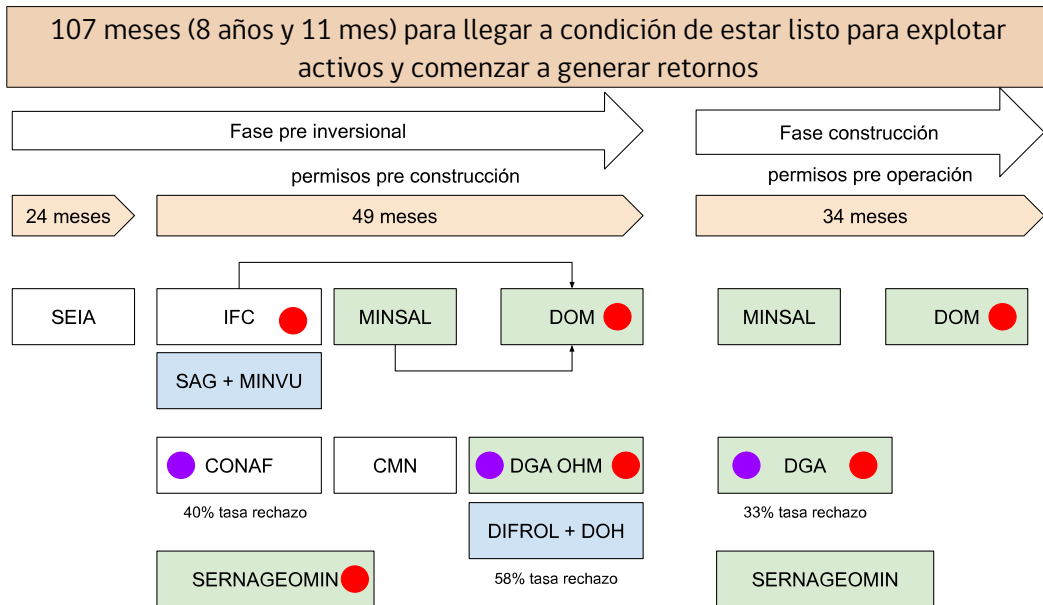 107 meses (8 años y 11 mes) para llegar a condición de estar listo para explotar
activos y comenzar a generar retornos
Fase pre inversional
Fase construcción
permisos pre construcción
permisos pre operación
24 meses
49 meses
34 meses
SEIA
IFC
MINSAL
DOM
MINSAL
DOM
SAG + MINVU
CONAF
CMN
DGA OHM
DGA
40% tasa rechazo
33% tasa rechazo
DIFROL + DOH
58% tasa rechazo
SERNAGEOMIN
SERNAGEOMIN